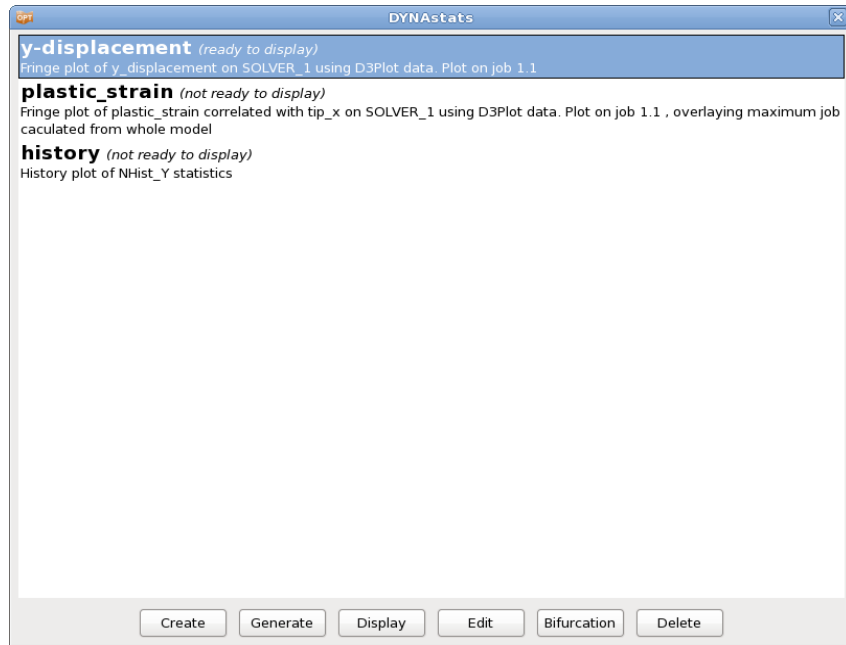 OPT
DYNAstats
y-displacement (ready to display)
Fringe plot of y_displacement on SOLVER_1 using D3Plot data. Plot on job 1.1
plastic_strain (not ready to display)
Fringe plot of plastic_strain correlated with tip_x on SOLVER_1 using D3Plot data. Plot on job 1.1 , overlaying maximum job
caculated from whole model
history (not ready to display)
History plot of NHist_Y statistics
Create Generate Display Edit Bifurcation Delete